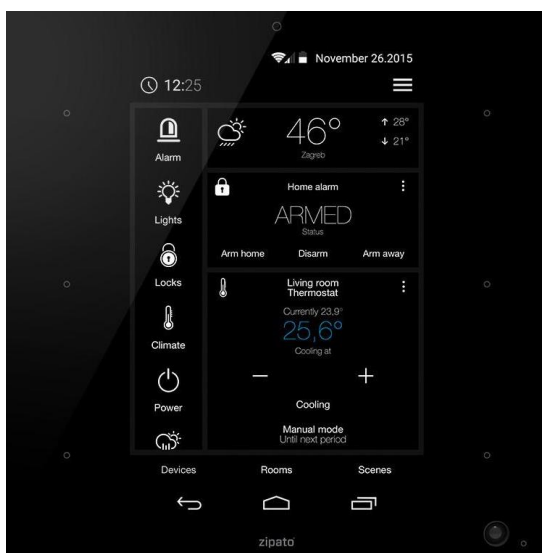 November 26.2015
12:25
Alarm
Lights
Locks
Climate
Power
46°
Zagreb
↑ 28°
↓ 21°
Home alarm
ARMED
Status
Arm home Disarm Arm away
Living room
Thermostat
Currently 23,9°
25,6°
Cooling at
− +
Cooling
Manual mode
Until next period
Devices Rooms Scenes
zipato